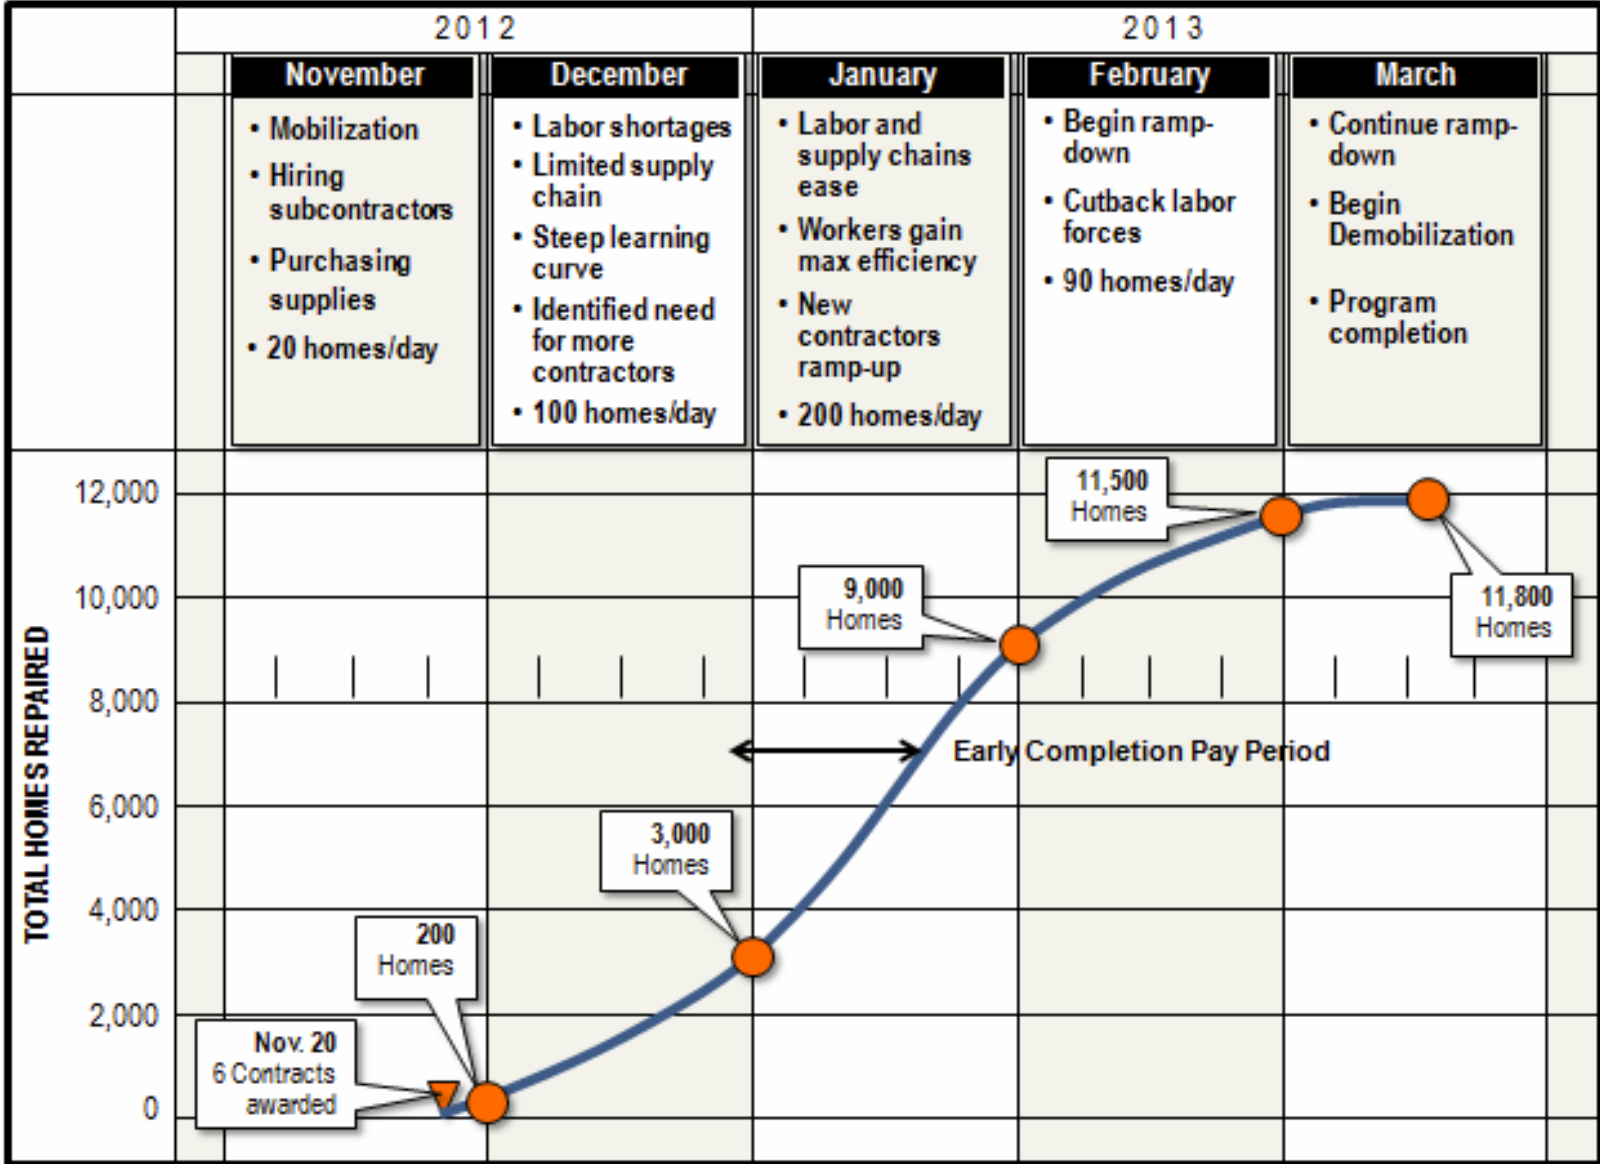 2012
2013
November
• Mobilization
• Hiring
subcontractors
• Purchasing
supplies
• 20 homes/day
December
• Labor shortages
• Limited supply
chain
• Steep learning
curve
• Identified need
for more
contractors
• 100 homes/day
January
• Labor and
supply chains
ease
• Workers gain
max efficiency
• New
contractors
ramp-up
• 200 homes/day
February
• Begin ramp-
down
• Cutback labor
forces
• 90 homes/day
March
• Continue ramp-
down
• Begin
Demobilization
• Program
completion
TOTAL HOMES REPAIRED
12,000
10,000
8,000
6,000
4,000
2,000
0
Nov. 20
6 Contracts
awarded
200
Homes
3,000
Homes
9,000
Homes
11,500
Homes
11,800
Homes
Early Completion Pay Period